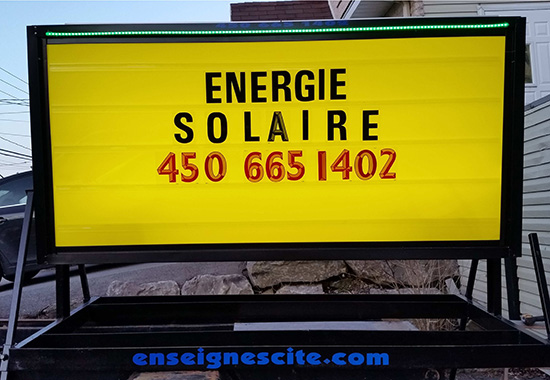 ENERGIE
SOLAIRE
450 665 1402
enseignescite.com